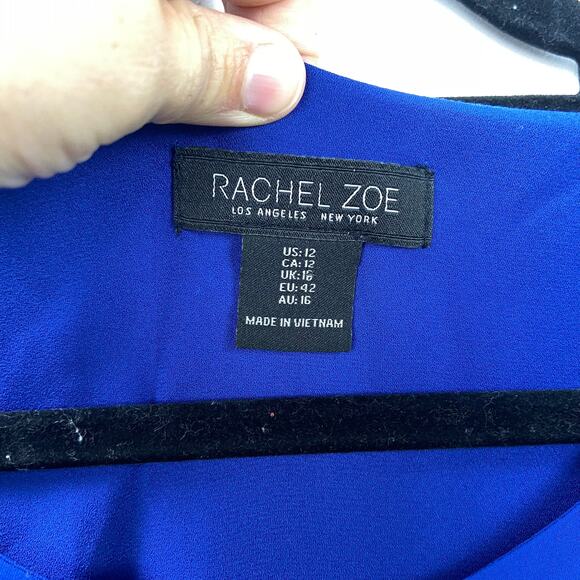 RACHEL ZOE
LOS ANGELES NEW YORK
US: 12
CA: 12
UK: 16
EU: 42
AU: 16
MADE IN VIETNAM